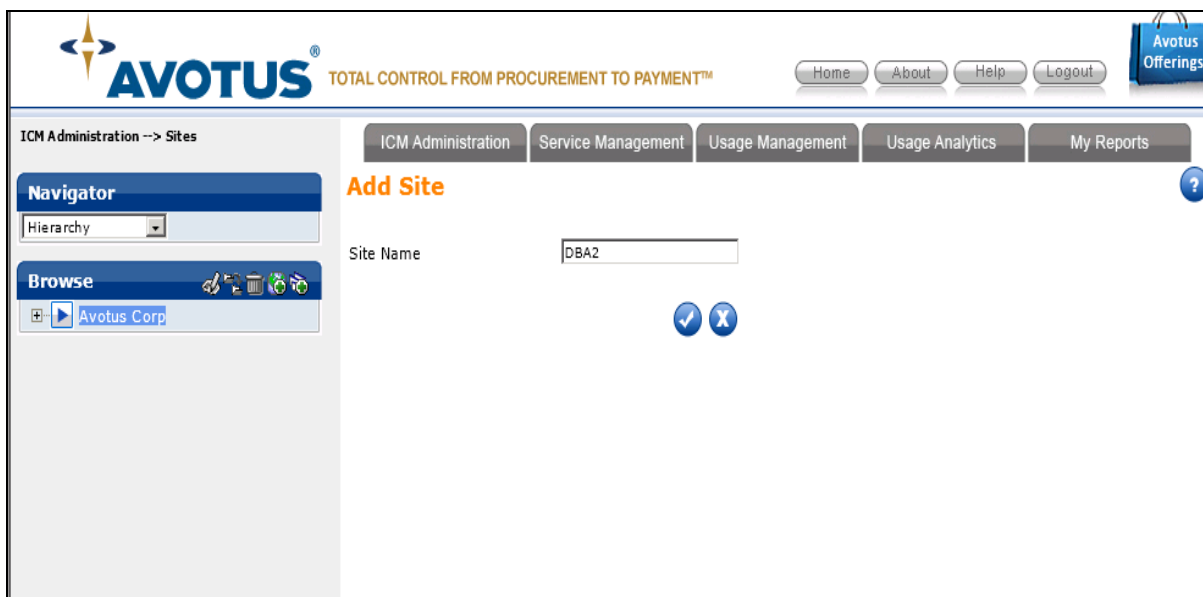 AVOTUS®
TOTAL CONTROL FROM PROCUREMENT TO PAYMENT™
Home About Help Logout
Avotus
Offerings
ICM Administration --> Sites
ICM Administration Service Management Usage Management Usage Analytics My Reports
Navigator
Hierarchy
Browse
Avotus Corp
Add Site
?
Site Name DBA2
X